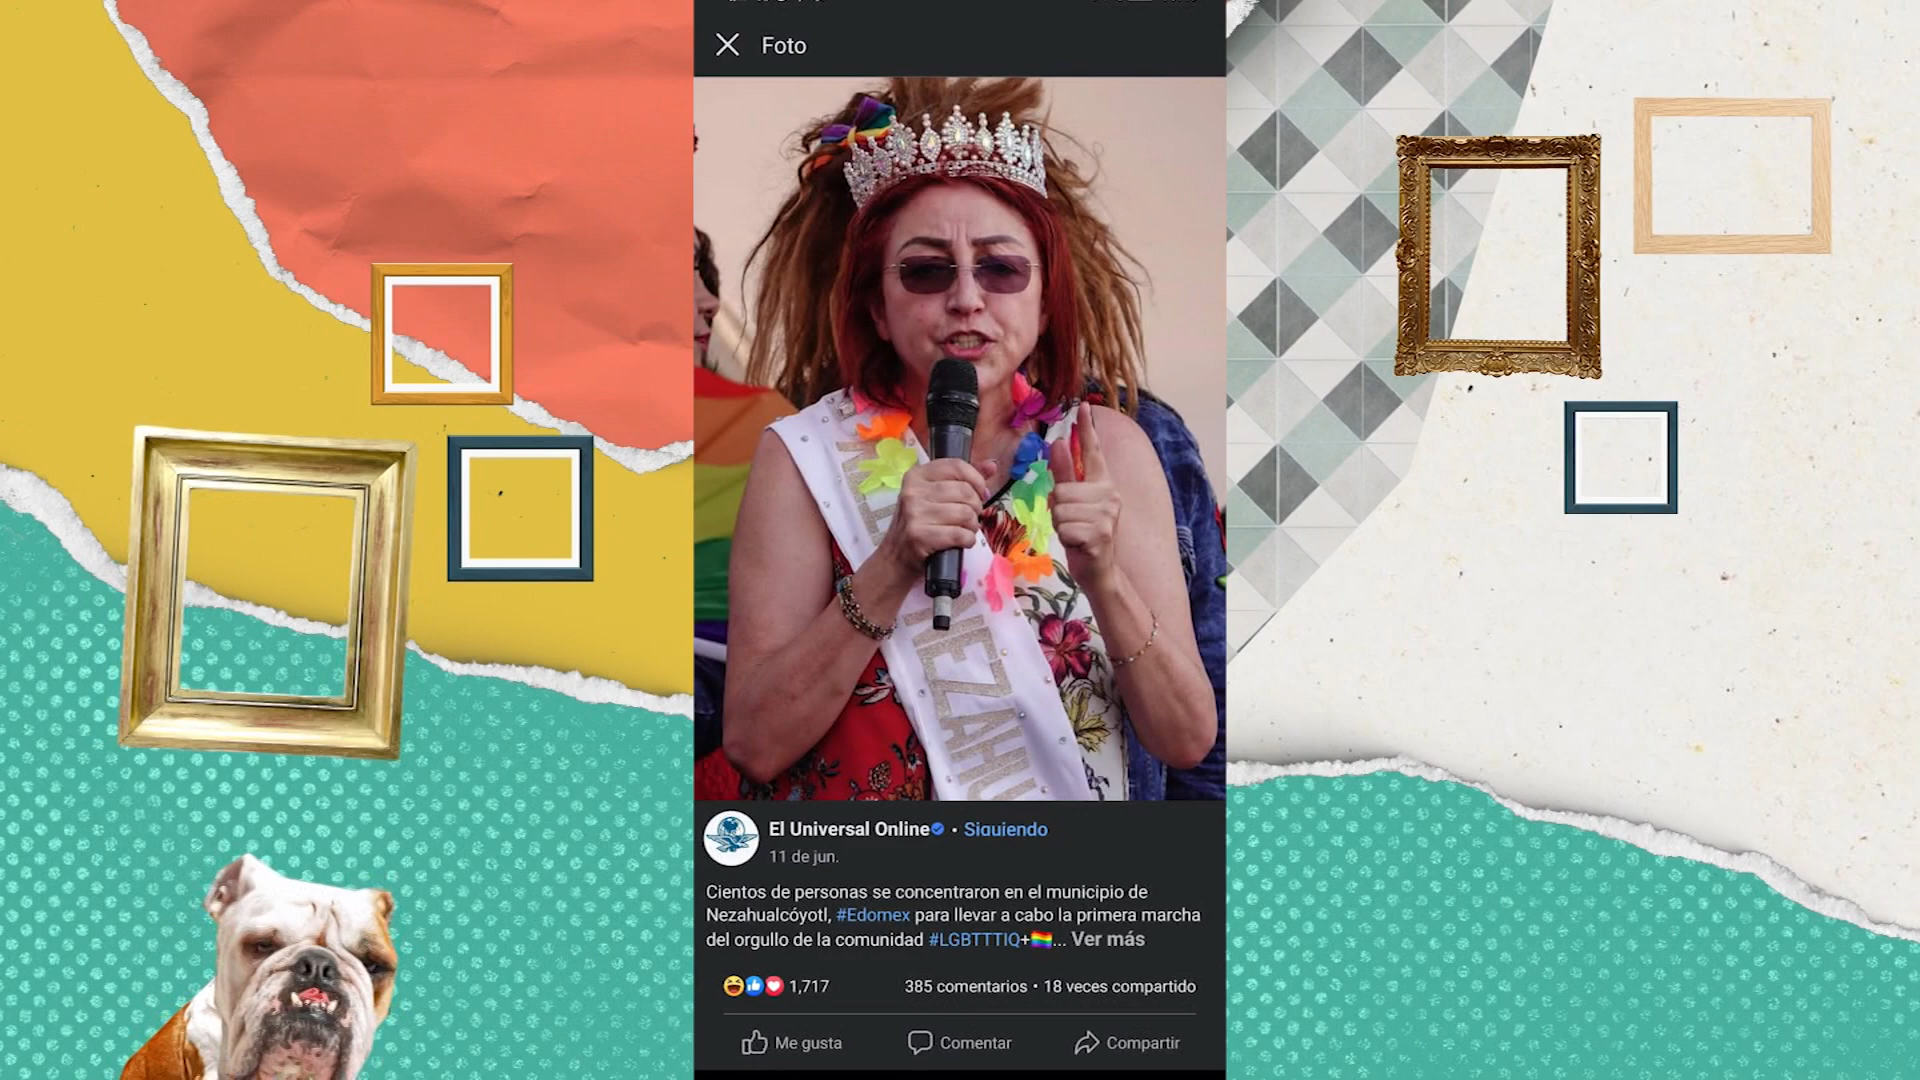 Foto
NEZAHU
El Universal Online • Siguiendo
11 de jun.
Cientos de personas se concentraron en el municipio de
Nezahualcóyotl, #Edomex para llevar a cabo la primera marcha
del orgullo de la comunidad #LGBTTTIQ+🏳️‍🌈... Ver más
1,717
385 comentarios • 18 veces compartido
Me gusta
Comentar
Compartir